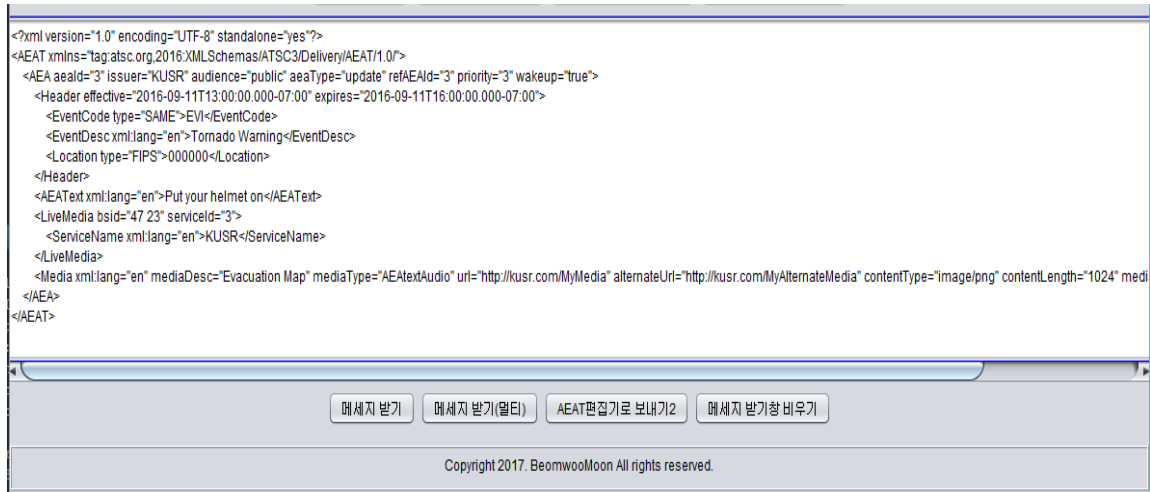 <?xml version="1.0" encoding="UTF-8" standalone="yes"?>
<AEAT xmlns="tag:atsc.org,2016:XMLSchemas/ATSC3/Delivery/AEAT/1.0/">
<AEA aeaId="3" issuer="KUSR" audience="public" aeaType="update" refAEAId="3" priority="3" wakeup="true">
<Header effective="2016-09-11T13:00:00.000-07:00" expires="2016-09-11T16:00:00.000-07:00">
<EventCode type="SAME">EVI</EventCode>
<EventDesc xml:lang="en">Tornado Warning</EventDesc>
<Location type="FIPS">000000</Location>
</Header>
<AEAText xml:lang="en">Put your helmet on</AEAText>
<LiveMedia bsid="47 23" serviceId="3">
<ServiceName xml:lang="en">KUSR</ServiceName>
</LiveMedia>
<Media xml:lang="en" mediaDesc="Evacuation Map" mediaType="AEAtextAudio" url="http://kusr.com/MyMedia" alternateUrl="http://kusr.com/MyAlternateMedia" contentType="image/png" contentLength="1024" medi
</AEA>
</AEAT>
메세지 받기 메세지 받기(멀티) AEAT편집기로 보내기2 메세지 받기창 비우기
Copyright 2017. BeomwooMoon All rights reserved.